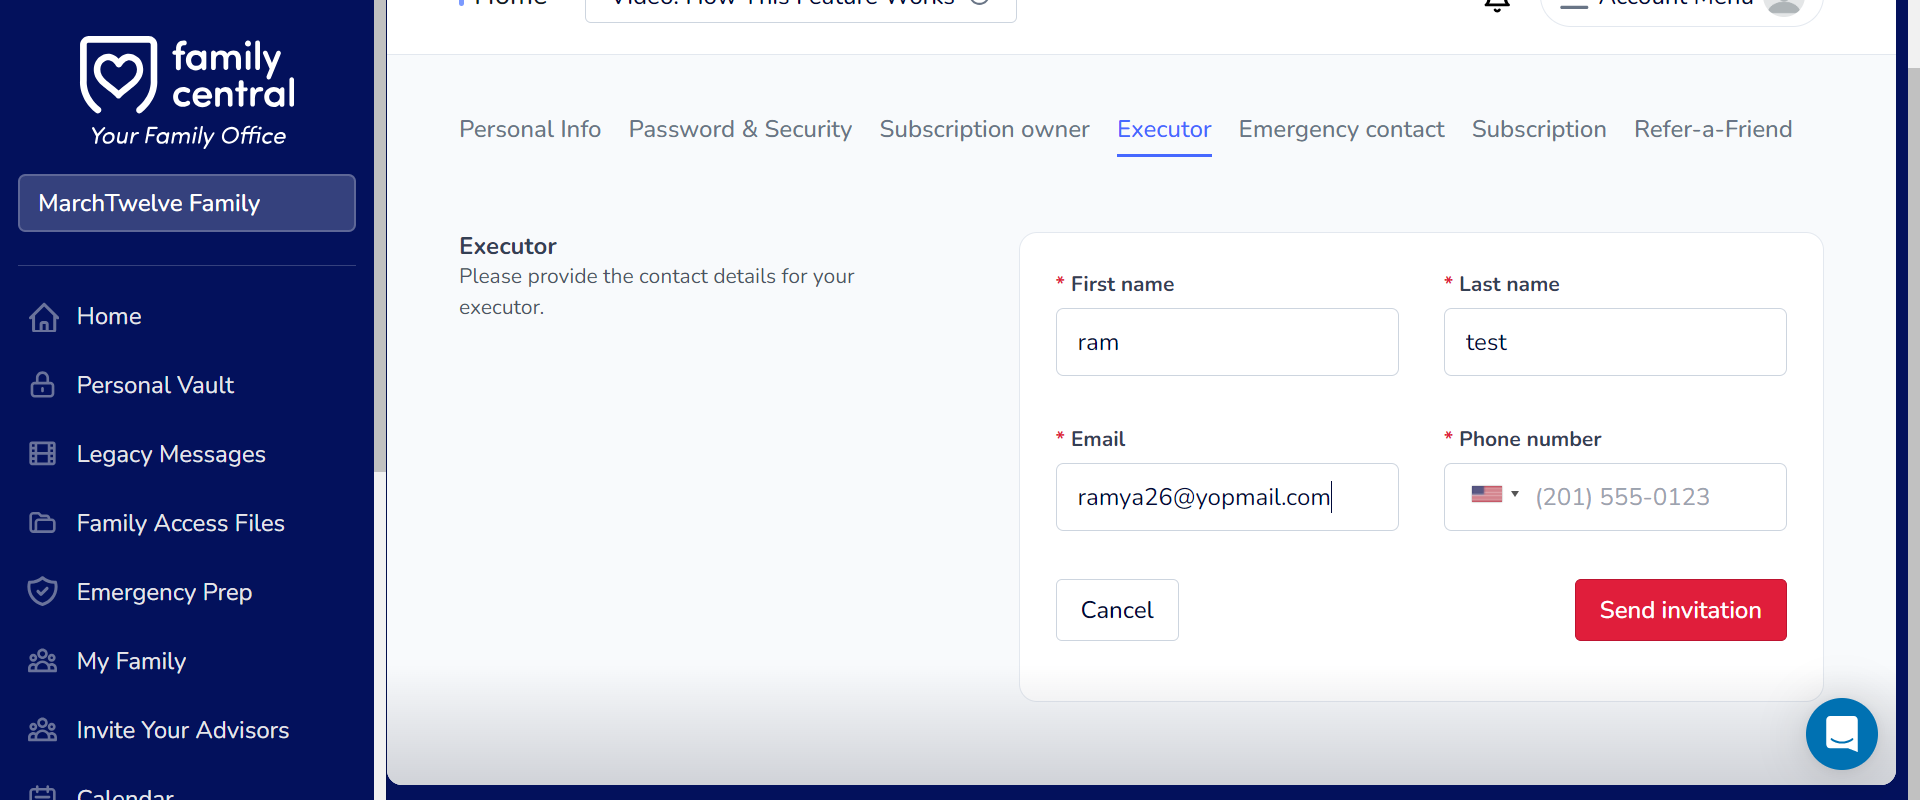 family
central
Your Family Office
MarchTwelve Family
Home
Personal Vault
Legacy Messages
Family Access Files
Emergency Prep
My Family
Invite Your Advisors
Calendar
Home
Video: How This Feature Works
Account Menu
Personal Info
Password & Security
Subscription owner
Executor
Emergency contact
Subscription
Refer-a-Friend
Executor
Please provide the contact details for your
executor.
* First name
* Last name
ram
test
* Email
* Phone number
ramya26@yopmail.com
(201) 555-0123
Cancel
Send invitation